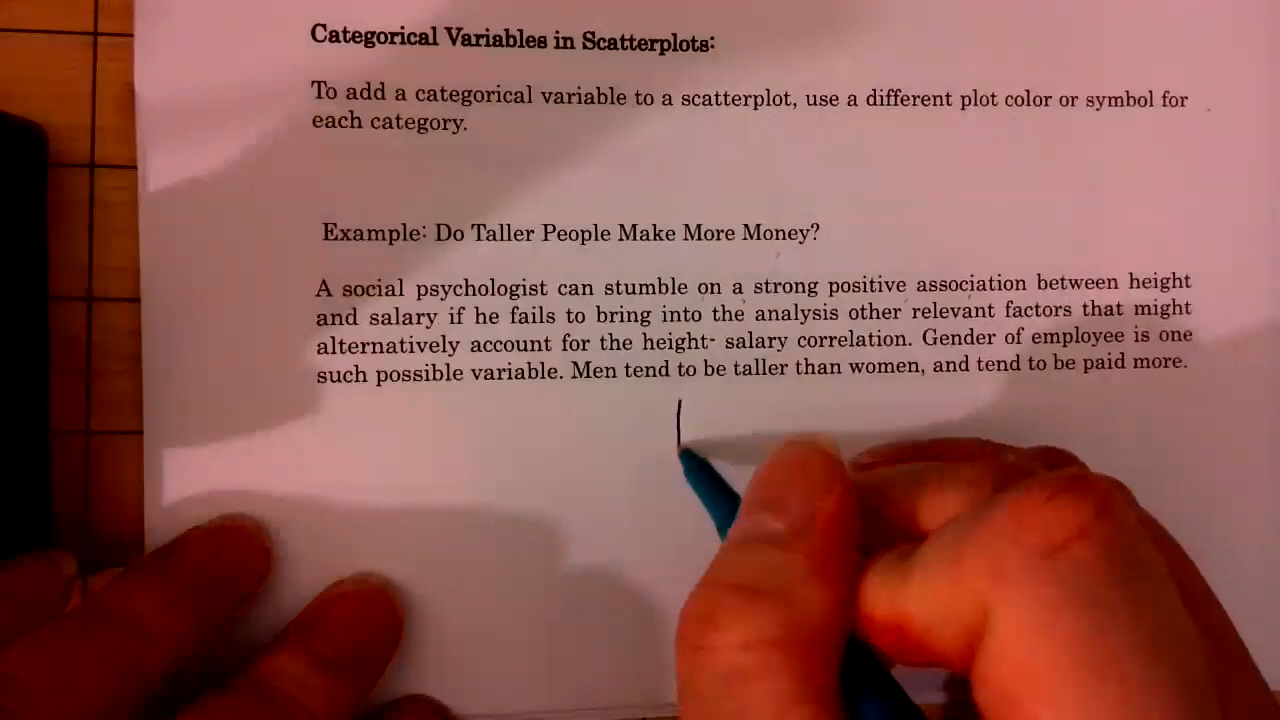 Categorical Variables in Scatterplots:
To add a categorical variable to a scatterplot, use a different plot color or symbol for
each category.
Example: Do Taller People Make More Money?
A social psychologist can stumble on a strong positive association between height
and salary if he fails to bring into the analysis other relevant factors that might
alternatively account for the height- salary correlation. Gender of employee is one
such possible variable. Men tend to be taller than women, and tend to be paid more.